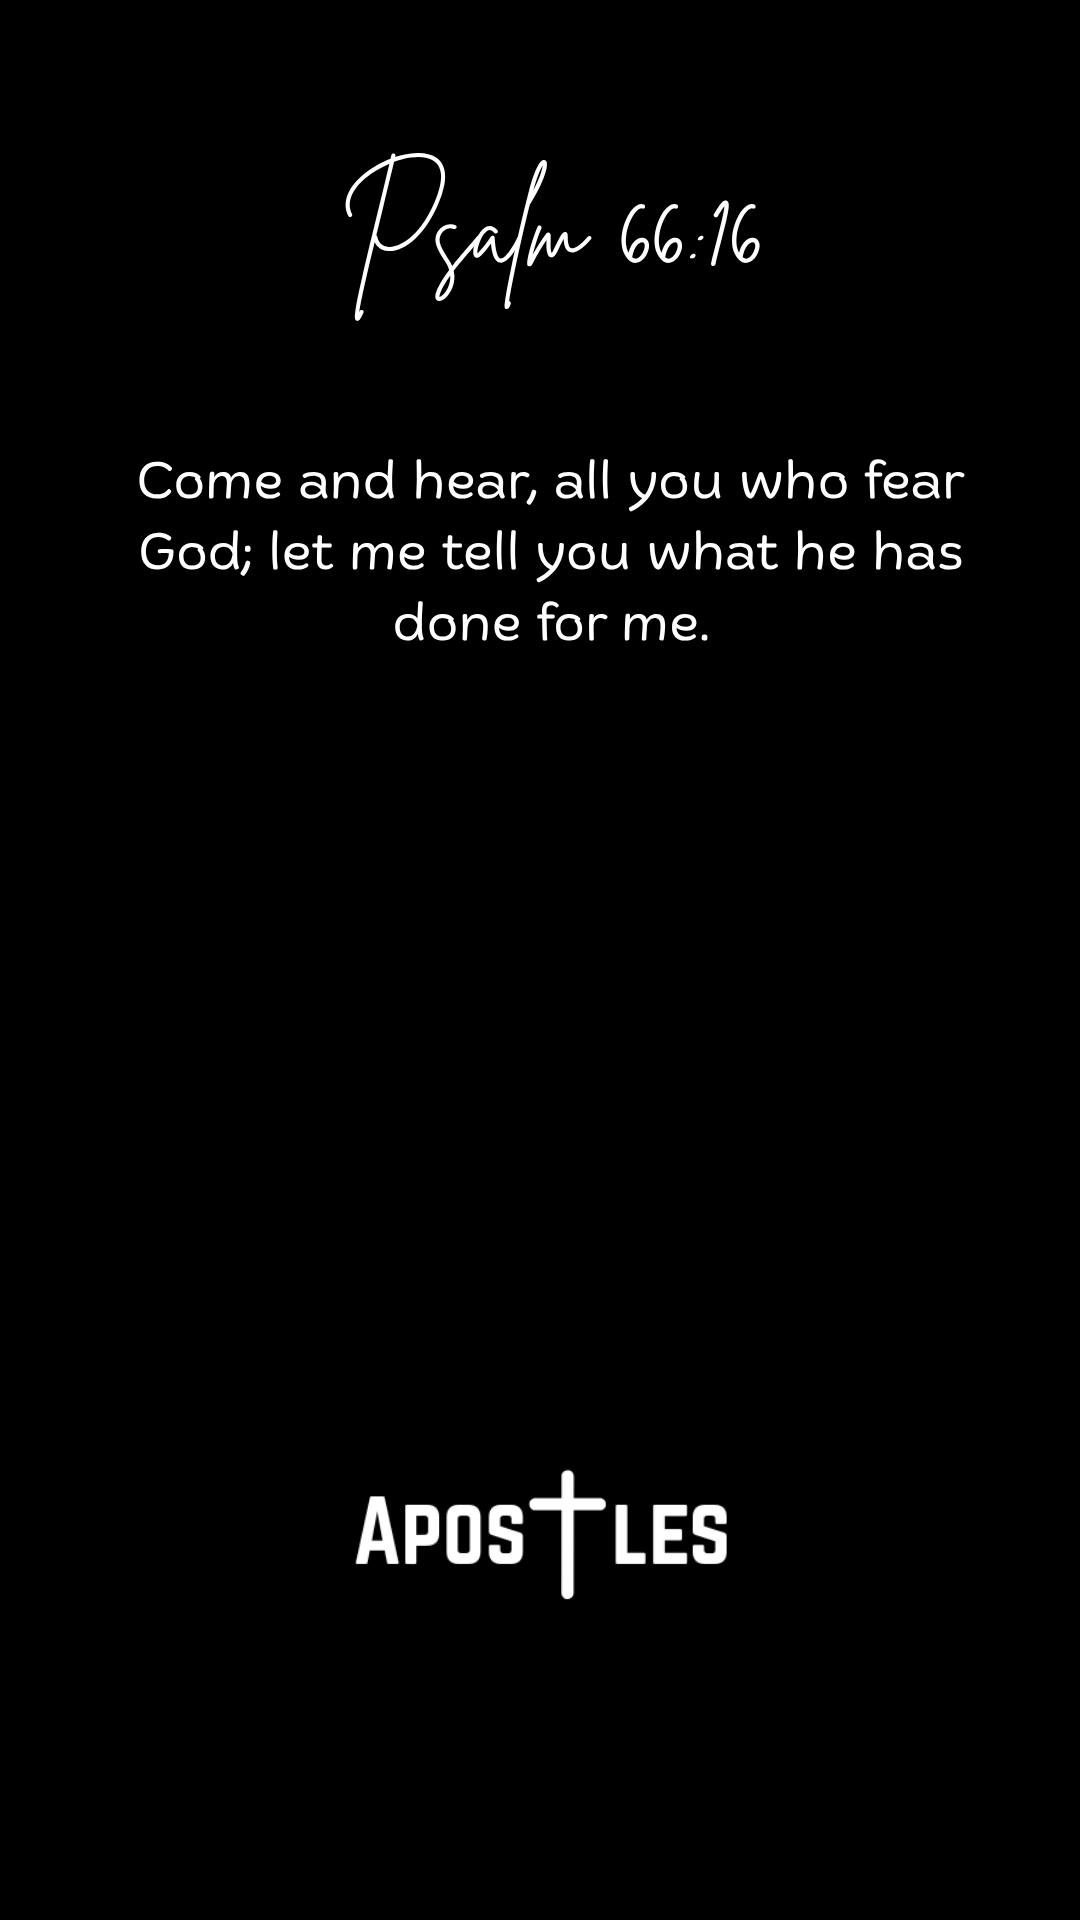 Psalm 66:16
Come and hear, all you who fear
God; let me tell you what he has
done for me.
APOSTLES